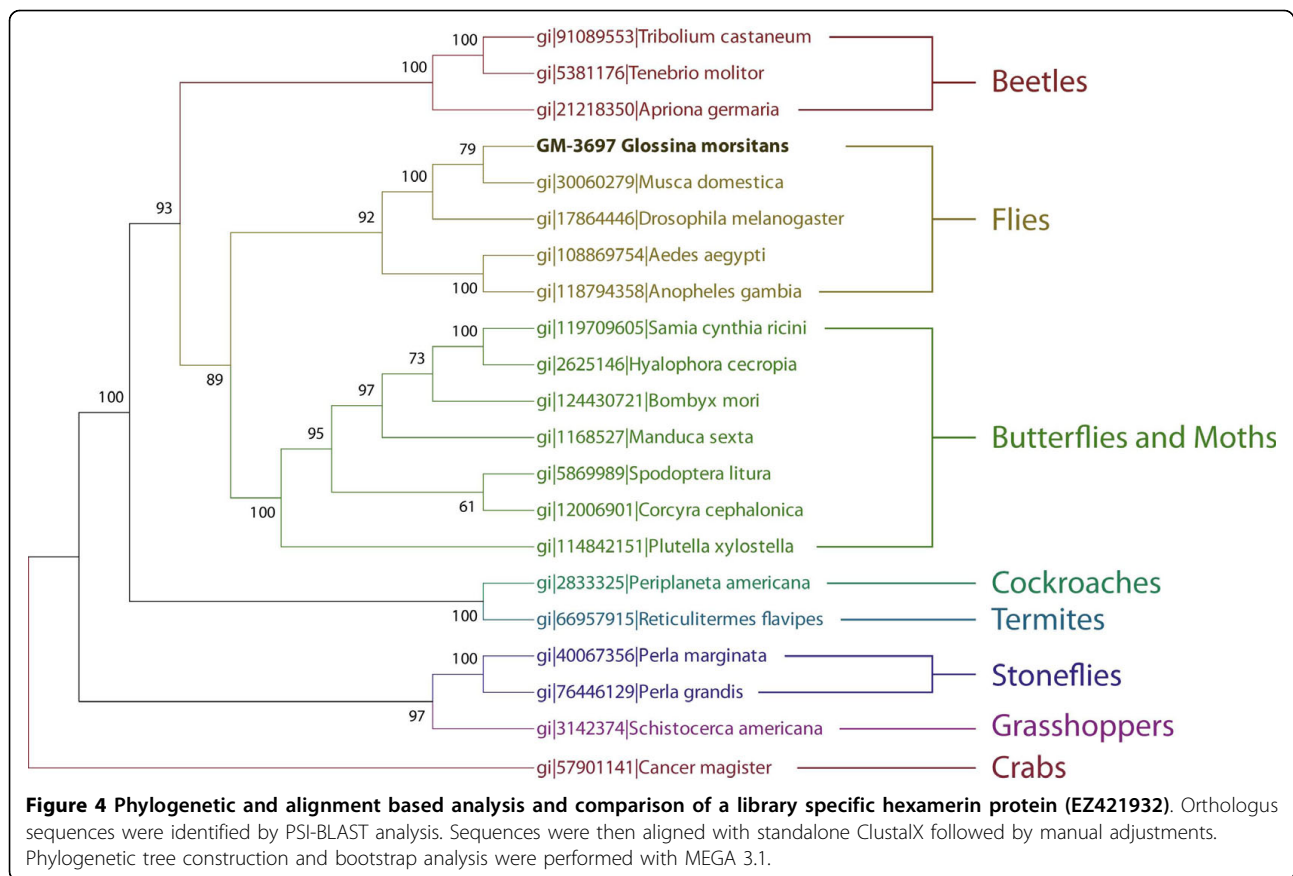 100
gi|91089553|Tribolium castaneum
100
gi|5381176|Tenebrio molitor
gi|21218350|Apriona germaria
Beetles
GM-3697 Glossina morsitans
79
gi|30060279|Musca domestica
100
gi|17864446|Drosophila melanogaster
92
gi|108869754|Aedes aegypti
100
gi|118794358|Anopheles gambia
Flies
93
gi|119709605|Samia cynthia ricini
100
gi|2625146|Hyalophora cecropia
73
gi|124430721|Bombyx mori
97
gi|1168527|Manduca sexta
95
gi|5869989|Spodoptera litura
61
gi|12006901|Corcyra cephalonica
100
gi|114842151|Plutella xylostella
Butterflies and Moths
89
100
gi|2833325|Periplaneta americana
Cockroaches
100
gi|66957915|Reticulitermes flavipes
Termites
100
gi|40067356|Perla marginata
gi|76446129|Perla grandis
Stoneflies
97
gi|3142374|Schistocerca americana
Grasshoppers
gi|57901141|Cancer magister
Crabs
Figure 4 Phylogenetic and alignment based analysis and comparison of a library specific hexamerin protein (EZ421932). Orthologus
sequences were identified by PSI-BLAST analysis. Sequences were then aligned with standalone ClustalX followed by manual adjustments.
Phylogenetic tree construction and bootstrap analysis were performed with MEGA 3.1.